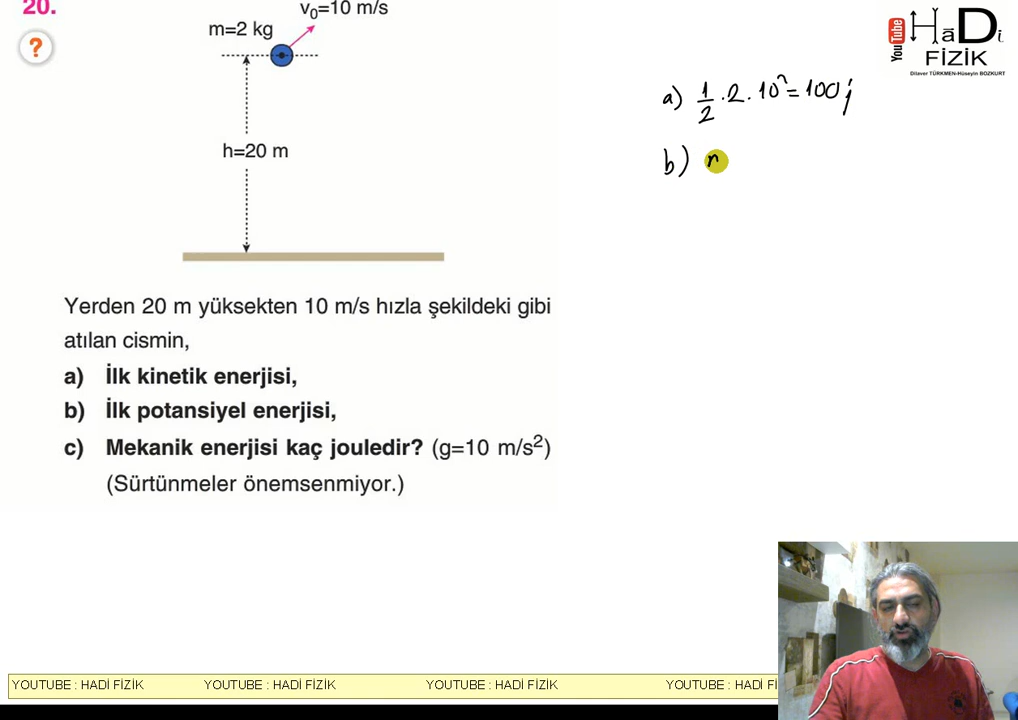 20.
?
v₀=10 m/s
m=2 kg
h=20 m
Yerden 20 m yüksekten 10 m/s hızla şekildeki gibi
atılan cismin,
a) İlk kinetik enerjisi,
b) İlk potansiyel enerjisi,
c) Mekanik enerjisi kaç jouledir? (g=10 m/s²)
(Sürtünmeler önemsenmiyor.)
a) 1/2 . 2 . 10² = 100 j
b) m
YouTube HaDi
FİZİK
Dilaver TÜRKMEN-Hüseyin BOZKURT
YOUTUBE : HADİ FİZİK YOUTUBE : HADİ FİZİK YOUTUBE : HADİ FİZİK YOUTUBE : HADİ Fİ